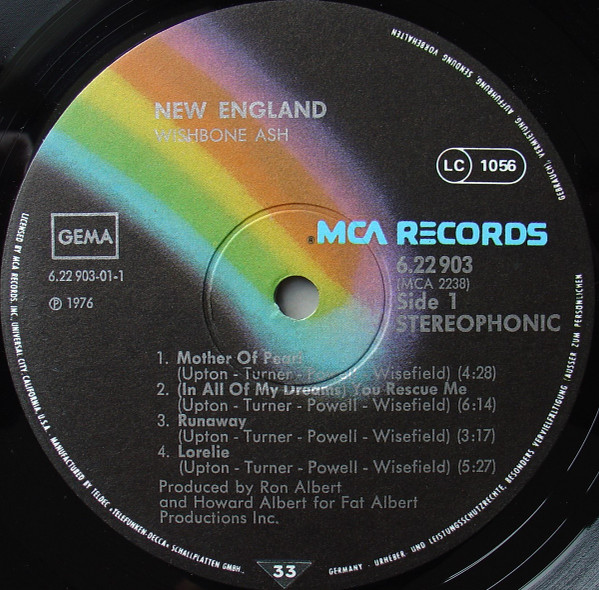 NEW ENGLAND
WISHBONE ASH
LC 1056
GEMA
® MCA RECORDS
6.22 903-01-1
6.22 903
(MCA 2238)
℗ 1976
Side 1
STEREOPHONIC
1. Mother Of Pearl
(Upton - Turner - Powell - Wisefield) (4:28)
2. (In All Of My Dreams) You Rescue Me
(Upton - Turner - Powell - Wisefield) (6:14)
3. Runaway
(Upton - Turner - Powell - Wisefield) (3:17)
4. Lorelie
(Upton - Turner - Powell - Wisefield) (5:27)
Produced by Ron Albert
and Howard Albert for Fat Albert
Productions Inc.
33
LICENSED BY MCA RECORDS, INC., UNIVERSAL CITY, CALIFORNIA, U.S.A. · MANUFACTURED BY TELDEC »TELEFUNKEN-DECCA« SCHALLPLATTEN GMBH.
GERMANY · URHEBER- UND LEISTUNGSSCHUTZRECHTE, BESONDERS VERVIELFÄLTIGUNG (AUSSER ZUM PERSÖNLICHEN
GEBRAUCH), VERMIETUNG, AUFFÜHRUNG, SENDUNG VORBEHALTEN